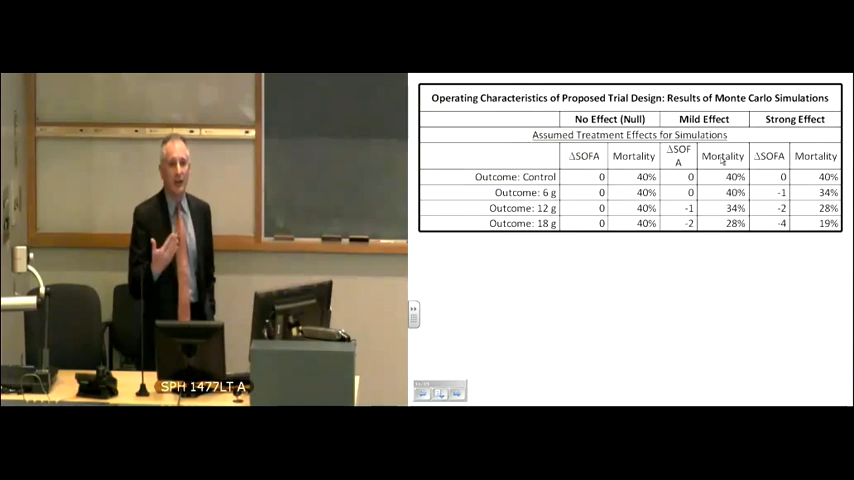 Operating Characteristics of Proposed Trial Design: Results of Monte Carlo Simulations
No Effect (Null) Mild Effect Strong Effect
Assumed Treatment Effects for Simulations
ΔSOFA Mortality ΔSOF A Mortality ΔSOFA Mortality
Outcome: Control 0 40% 0 40% 0 40%
Outcome: 6 g 0 40% 0 40% -1 34%
Outcome: 12 g 0 40% -1 34% -2 28%
Outcome: 18 g 0 40% -2 28% -4 19%
SPH 1477LT A